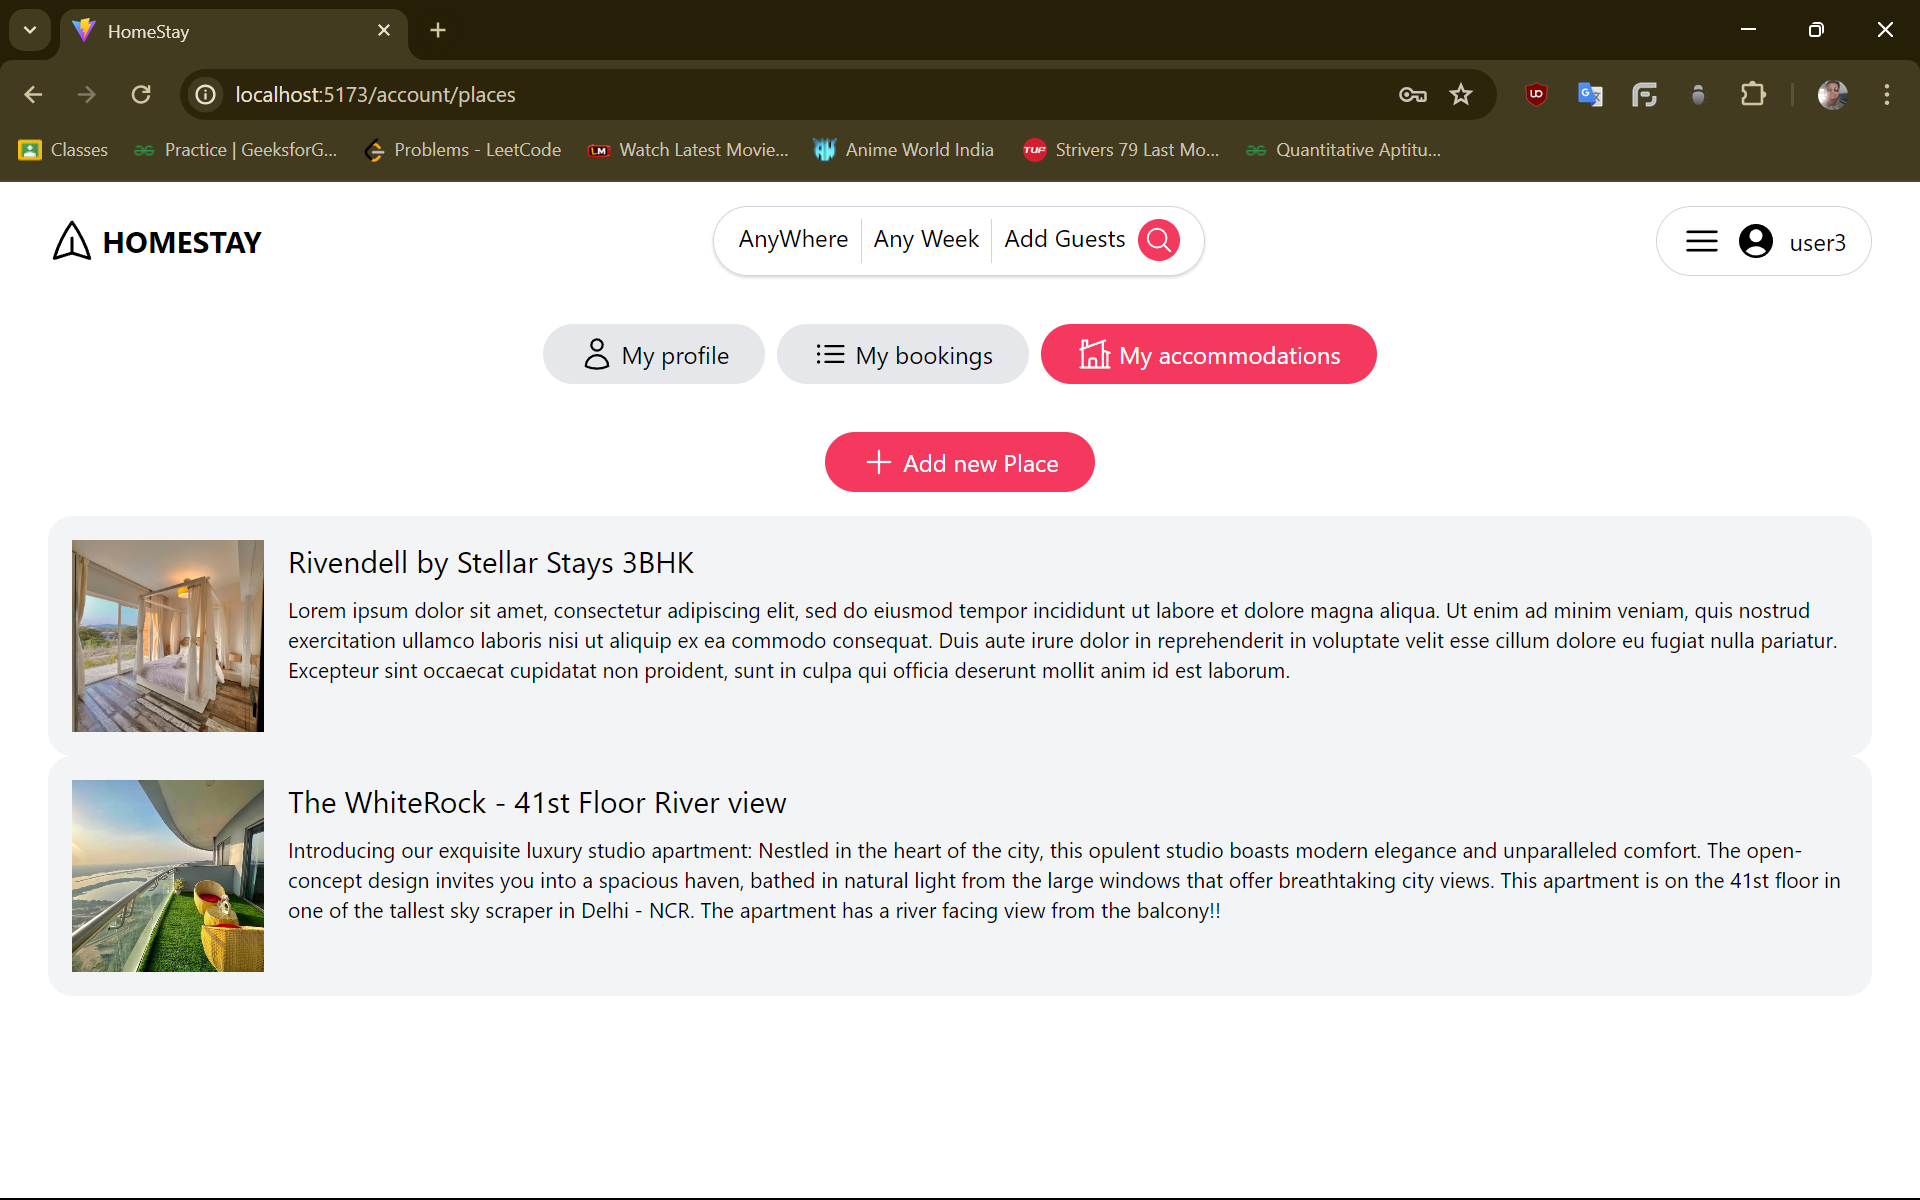 HomeStay
localhost:5173/account/places
Classes
Practice | GeeksforG...
Problems - LeetCode
LM
Watch Latest Movie...
Anime World India
TUF
Strivers 79 Last Mo...
Quantitative Aptitu...
HOMESTAY
AnyWhere
Any Week
Add Guests
user3
My profile
My bookings
My accommodations
Add new Place
Rivendell by Stellar Stays 3BHK
Lorem ipsum dolor sit amet, consectetur adipiscing elit, sed do eiusmod tempor incididunt ut labore et dolore magna aliqua. Ut enim ad minim veniam, quis nostrud
exercitation ullamco laboris nisi ut aliquip ex ea commodo consequat. Duis aute irure dolor in reprehenderit in voluptate velit esse cillum dolore eu fugiat nulla pariatur.
Excepteur sint occaecat cupidatat non proident, sunt in culpa qui officia deserunt mollit anim id est laborum.
The WhiteRock - 41st Floor River view
Introducing our exquisite luxury studio apartment: Nestled in the heart of the city, this opulent studio boasts modern elegance and unparalleled comfort. The open-
concept design invites you into a spacious haven, bathed in natural light from the large windows that offer breathtaking city views. This apartment is on the 41st floor in
one of the tallest sky scraper in Delhi - NCR. The apartment has a river facing view from the balcony!!